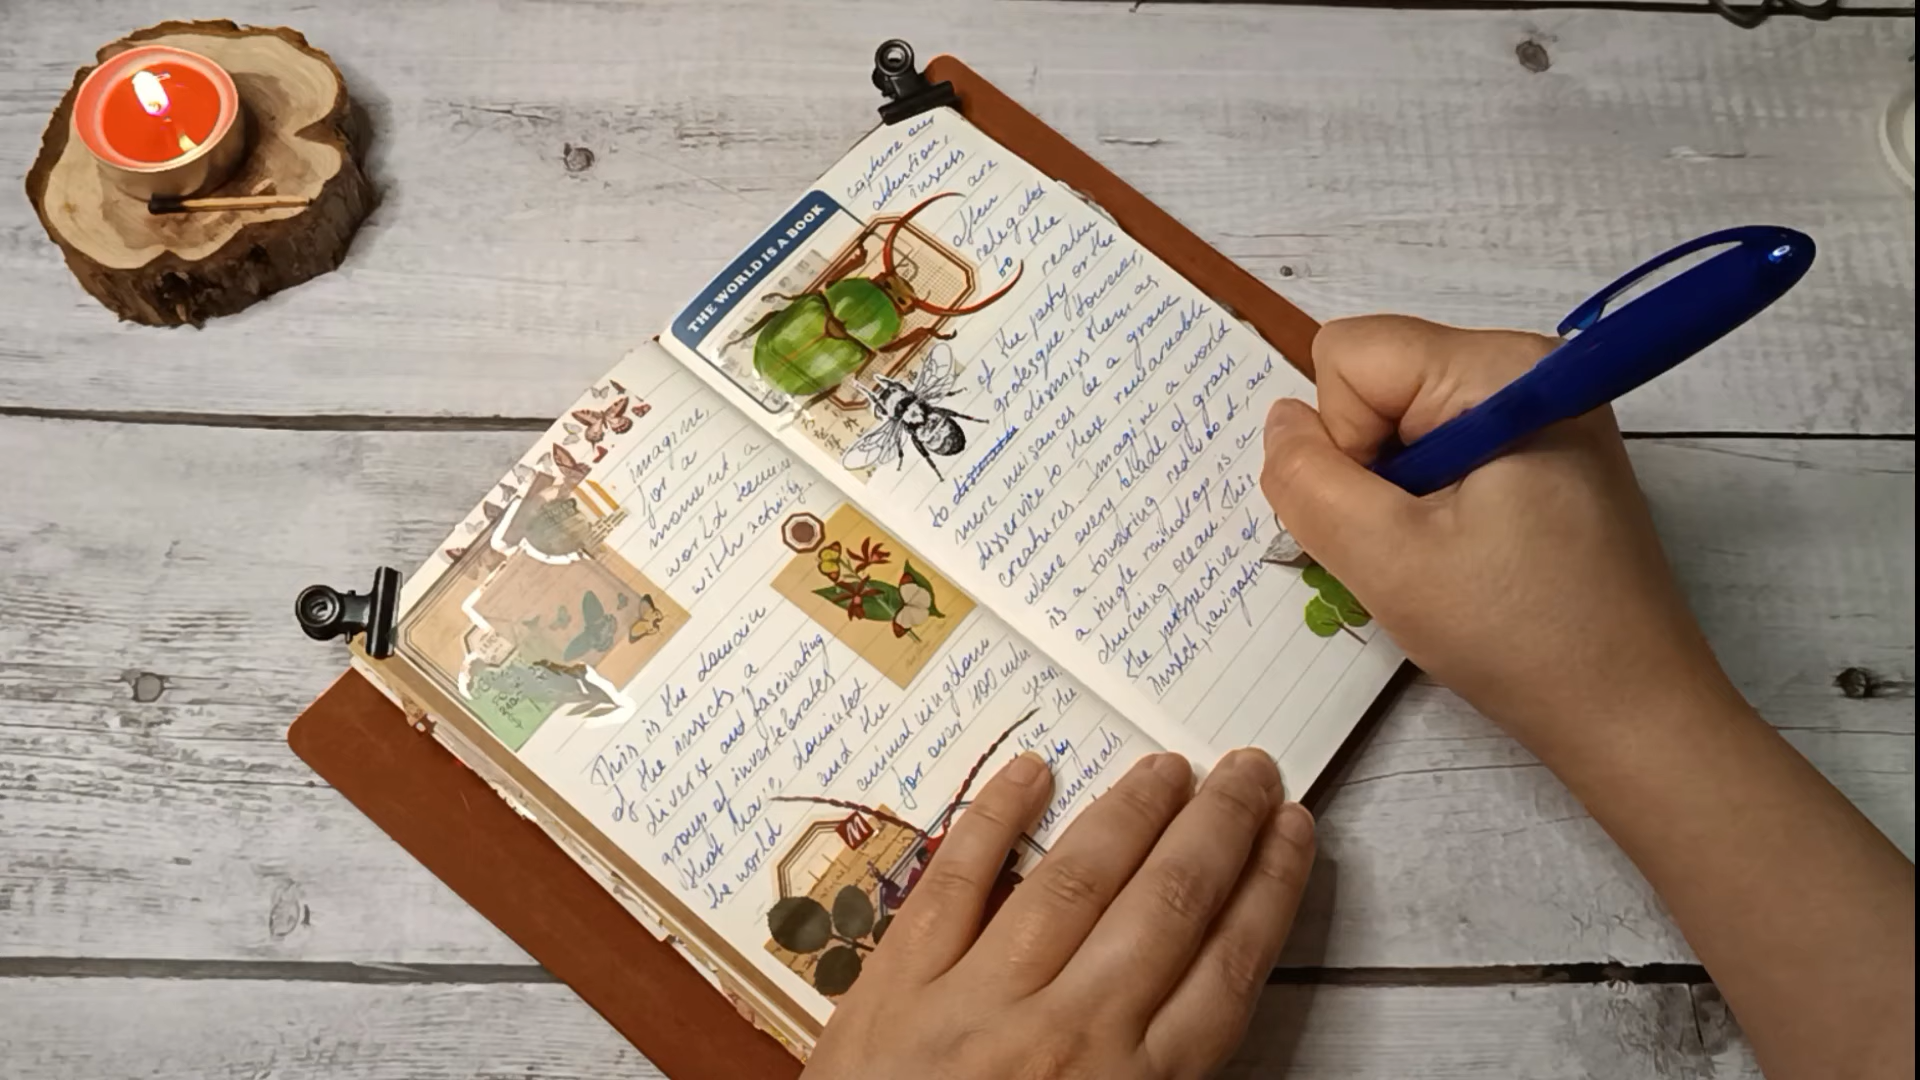 imagine,
for a
moment, a
world teeming
with activity.
This is the domain
of the insects a
diverse and fascinating
group of invertebrates
that have dominated
the world and the
animal kingdom
for over 400
years
the
mammals
M
THE WORLD IS A BOOK
capture our
attention,
insects
often are
relegated
to the
realm
of the pesty or the
grotesque. However,
to dismiss them as
mere nuisances be a grave
disservice to these remarkable
creatures. Imagine a world
where every blade of grass
is a towering redwood, and
a single raindrop is a
churning ocean. This
the perspective of
insect, navigating